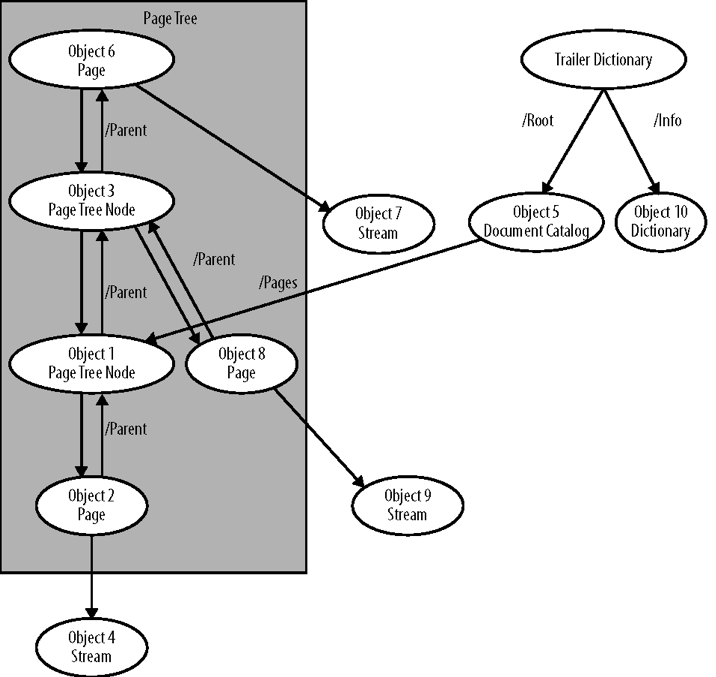 Page Tree
Object 6
Page
Trailer Dictionary
/Parent
/Root
/Info
Object 3
Page Tree Node
Object 7
Stream
Object 5
Document Catalog
Object 10
Dictionary
/Parent
/Parent
/Pages
Object 1
Page Tree Node
Object 8
Page
/Parent
Object 2
Page
Object 9
Stream
Object 4
Stream